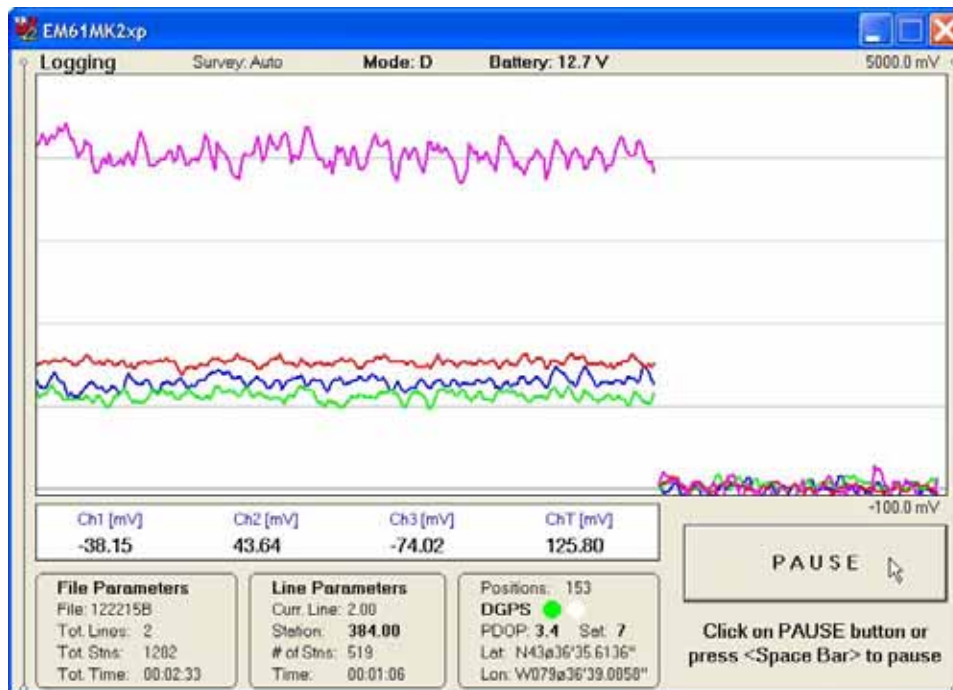 EM61MK2xp
Logging Survey: Auto Mode: D Battery: 12.7 V 5000.0 mV
-100.0 mV
Ch1 [mV] Ch2 [mV] Ch3 [mV] ChT [mV]
-38.15 43.64 -74.02 125.80
PAUSE
Click on PAUSE button or
press <Space Bar> to pause
File Parameters
File: 122215B
Tot. Lines: 2
Tot. Stns: 1202
Tot. Time: 00:02:33
Line Parameters
Curr. Line: 2.00
Station: 384.00
# of Stns: 519
Time: 00:01:06
Positions: 153
DGPS
PDOP: 3.4 Sat: 7
Lat: N43ø36'35.6136"
Lon: W079ø36'39.0858"